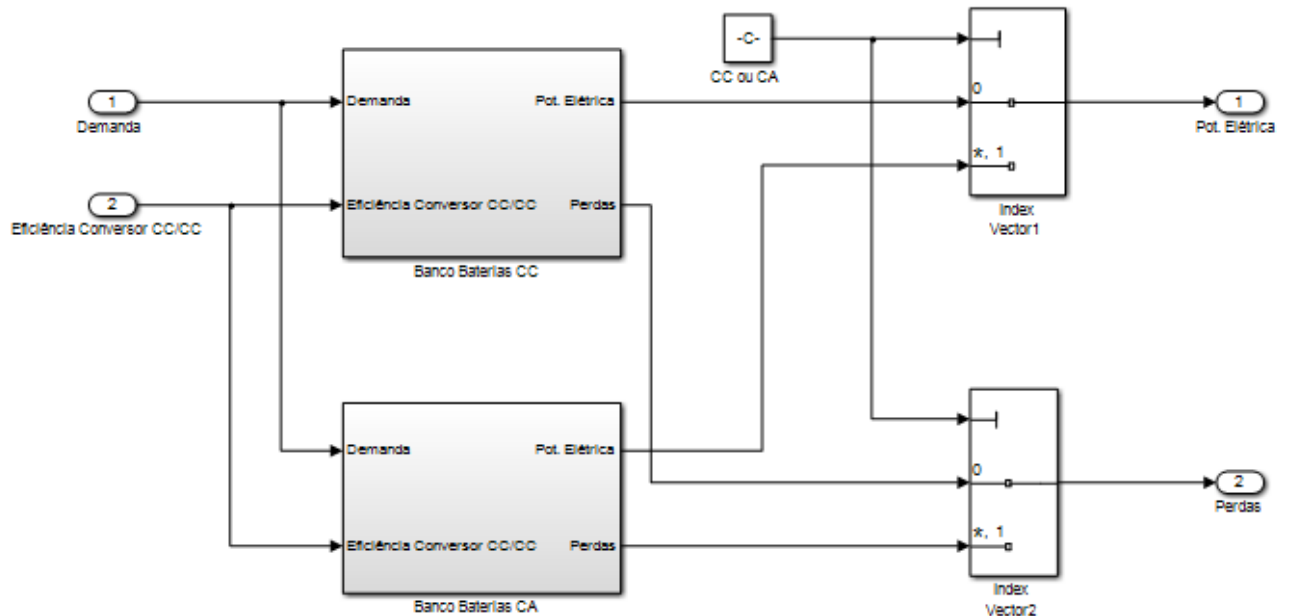 -C-
CC ou CA
1
Demanda
2
Eficiência Conversor CC/CC
Demanda
Pot. Elétrica
Eficiência Conversor CC/CC
Perdas
Banco Baterias CC
0
*, 1
Index
Vector1
1
Pot. Elétrica
Demanda
Pot. Elétrica
Eficiência Conversor CC/CC
Perdas
Banco Baterias CA
0
*, 1
Index
Vector2
2
Perdas